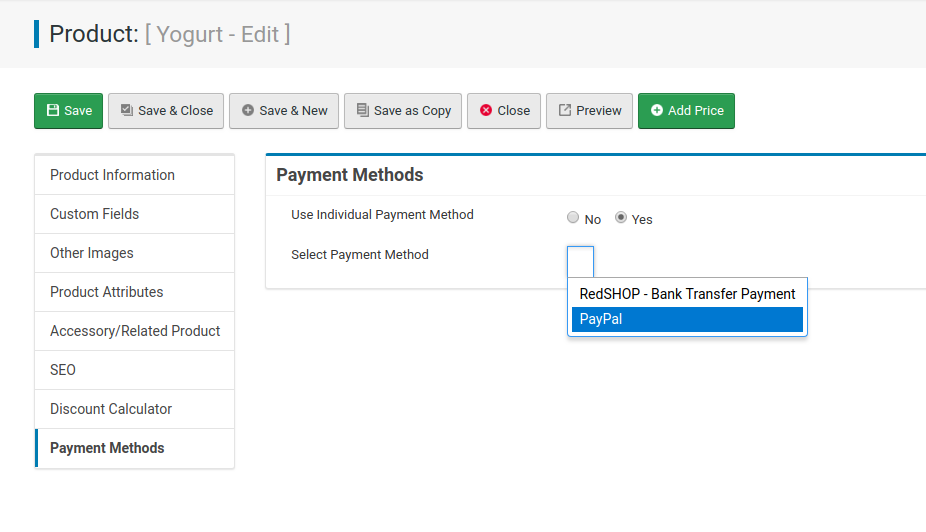 Product: [ Yogurt - Edit ]
Save Save & Close Save & New Save as Copy Close Preview Add Price
Product Information
Custom Fields
Other Images
Product Attributes
Accessory/Related Product
SEO
Discount Calculator
Payment Methods
Payment Methods
Use Individual Payment Method No Yes
Select Payment Method
RedSHOP - Bank Transfer Payment
PayPal